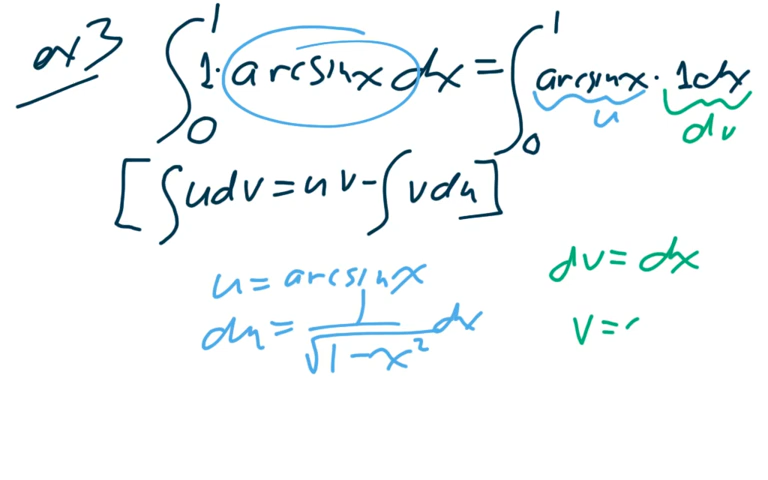 ex3 ∫₀¹ 1·arcsinx dx = ∫₀¹ arcsinx · 1dx
u dv
[∫udv = uv - ∫vdu]
u = arcsinx dv = dx
du = 1/√(1-x²) dx v =